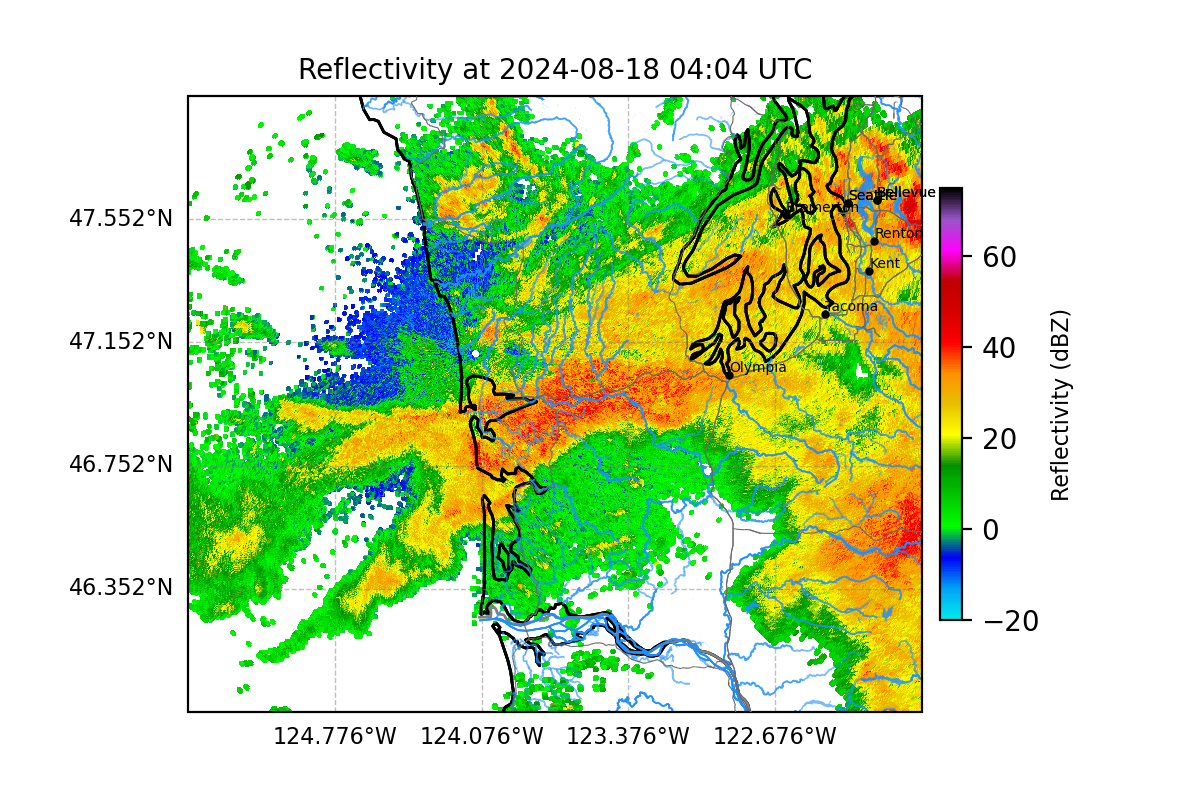 Reflectivity at 2024-08-18 04:04 UTC
Seattle
Bellevue
Bremerton
47.552°N
Renton
60
Kent
Tacoma
47.152°N
40
Olympia
Reflectivity (dBZ)
20
46.752°N
0
46.352°N
−20
124.776°W 124.076°W 123.376°W 122.676°W